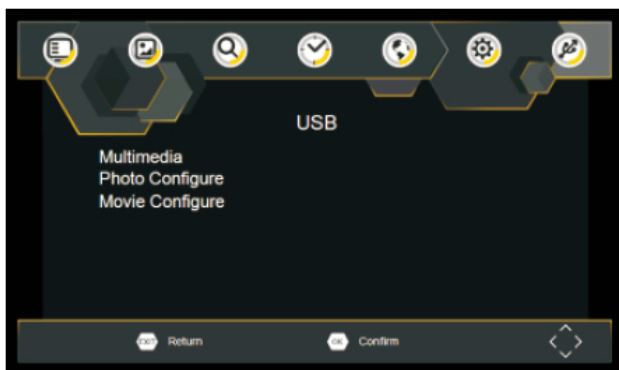 USB
Multimedia
Photo Configure
Movie Configure
EXIT Return
OK Confirm